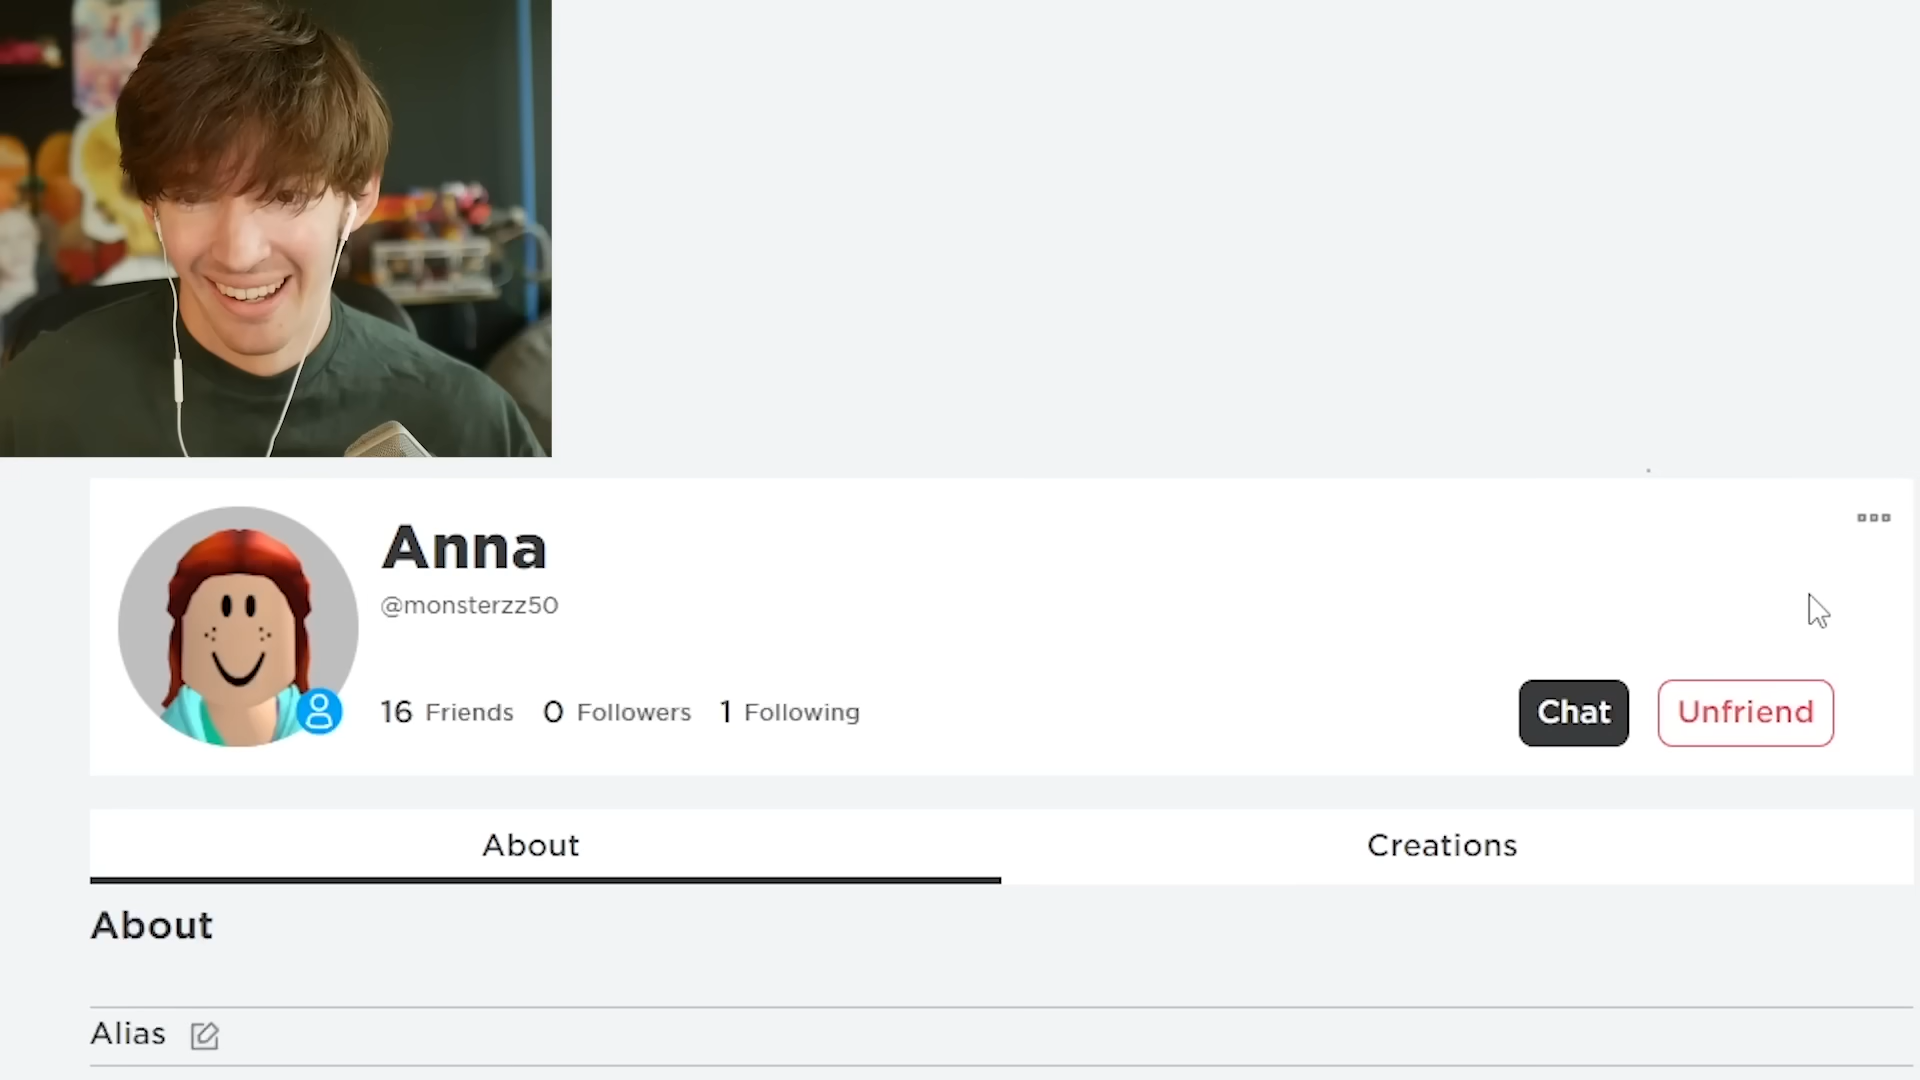 Anna
@monsterzz50
16 Friends 0 Followers 1 Following
Chat Unfriend
About Creations
About
Alias